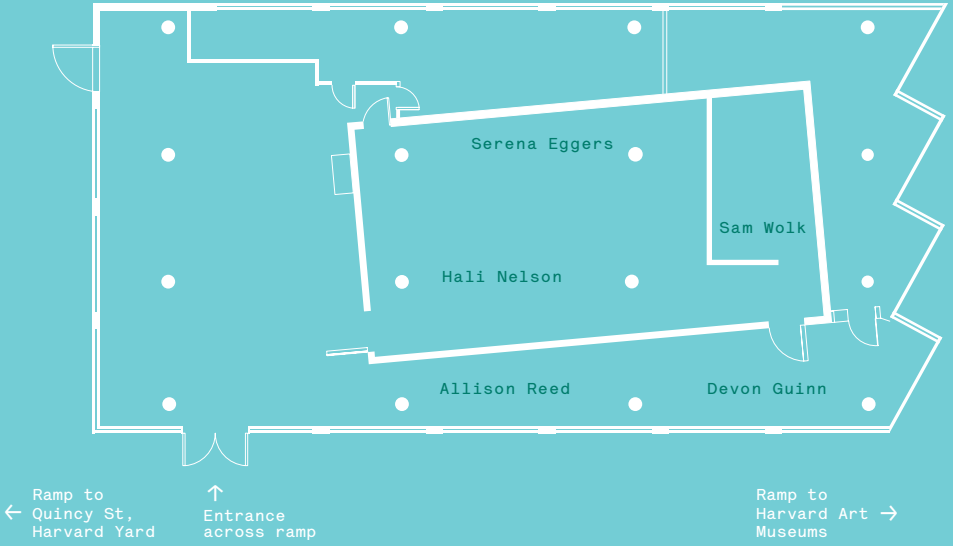 Serena Eggers
Sam Wolk
Hali Nelson
Allison Reed
Devon Guinn
← Ramp to
Quincy St,
Harvard Yard
↑
Entrance
across ramp
Ramp to
Harvard Art →
Museums